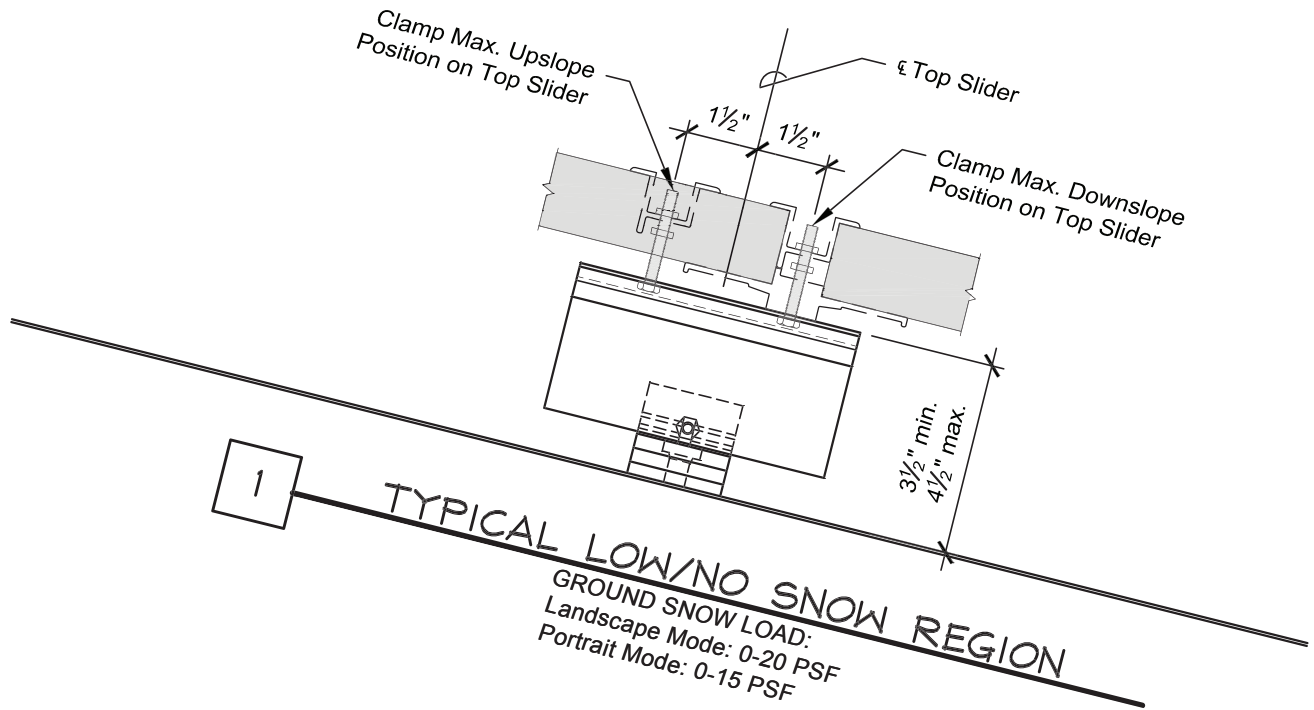 Clamp Max. Upslope
Position on Top Slider
℄ Top Slider
1½"
1½"
Clamp Max. Downslope
Position on Top Slider
3½" min.
4½" max.
1
TYPICAL LOW/NO SNOW REGION
GROUND SNOW LOAD:
Landscape Mode: 0-20 PSF
Portrait Mode: 0-15 PSF